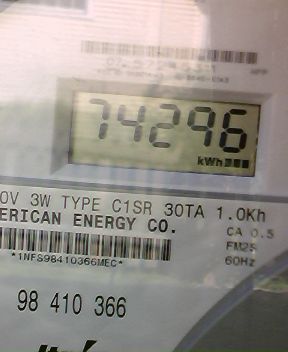 74296
kWh
0V 3W TYPE C1SR 30TA 1.0Kh
ERICAN ENERGY CO.
CA 0.5
FM2S
*1NFS98410366MEC*
60Hz
98 410 366